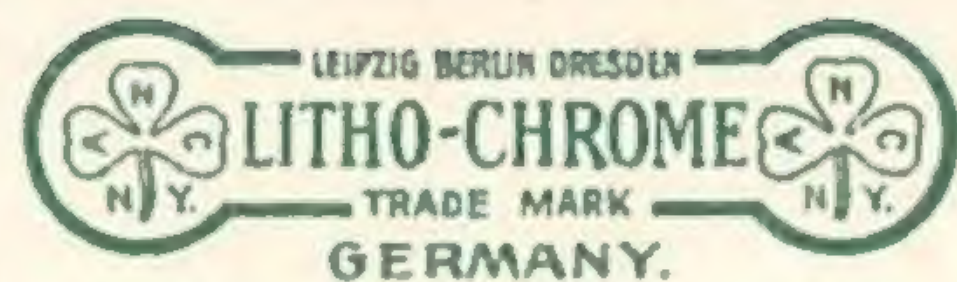 LEIPZIG BERLIN DRESDEN
LITHO-CHROME
TRADE MARK
GERMANY.
N
A C
N Y.
N
A C
N Y.